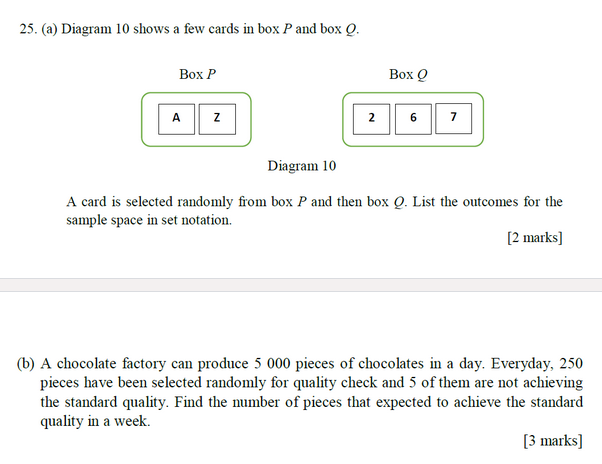 25. (a) Diagram 10 shows a few cards in box P and box Q.
Box P
Box Q
A Z
2 6 7
Diagram 10
A card is selected randomly from box P and then box Q. List the outcomes for the
sample space in set notation.
[2 marks]
(b) A chocolate factory can produce 5 000 pieces of chocolates in a day. Everyday, 250
pieces have been selected randomly for quality check and 5 of them are not achieving
the standard quality. Find the number of pieces that expected to achieve the standard
quality in a week.
[3 marks]